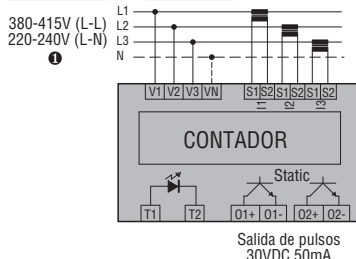 L1
380-415V (L-L) L2
220-240V (L-N) L3
❶ N
V1 V2 V3 VN S1 S2 S1 S2 S1 S2
I1 I2 I3
CONTADOR
Static
T1 T2 O1+ O1- O2+ O2-
Salida de pulsos
30VDC 50mA